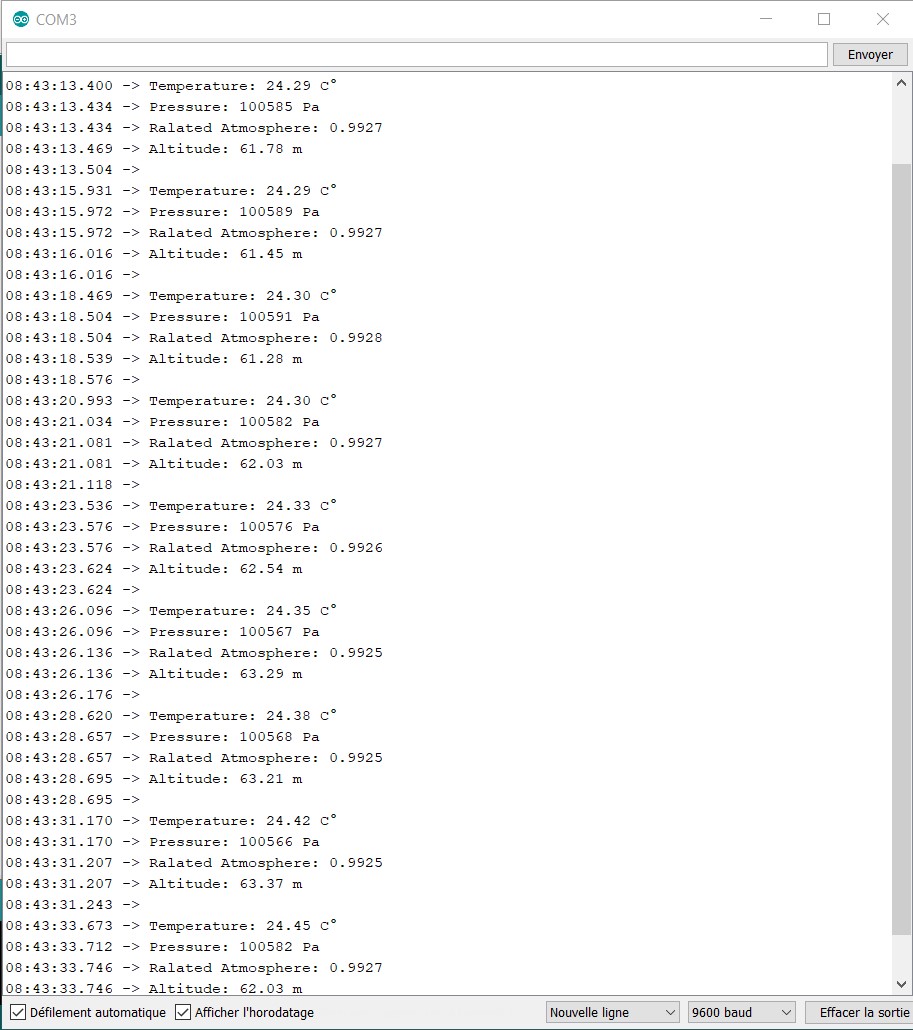 COM3
Envoyer
08:43:13.400 -> Temperature: 24.29 C°
08:43:13.434 -> Pressure: 100585 Pa
08:43:13.434 -> Ralated Atmosphere: 0.9927
08:43:13.469 -> Altitude: 61.78 m
08:43:13.504 ->
08:43:15.931 -> Temperature: 24.29 C°
08:43:15.972 -> Pressure: 100589 Pa
08:43:15.972 -> Ralated Atmosphere: 0.9927
08:43:16.016 -> Altitude: 61.45 m
08:43:16.016 ->
08:43:18.469 -> Temperature: 24.30 C°
08:43:18.504 -> Pressure: 100591 Pa
08:43:18.504 -> Ralated Atmosphere: 0.9928
08:43:18.539 -> Altitude: 61.28 m
08:43:18.576 ->
08:43:20.993 -> Temperature: 24.30 C°
08:43:21.034 -> Pressure: 100582 Pa
08:43:21.081 -> Ralated Atmosphere: 0.9927
08:43:21.081 -> Altitude: 62.03 m
08:43:21.118 ->
08:43:23.536 -> Temperature: 24.33 C°
08:43:23.576 -> Pressure: 100576 Pa
08:43:23.576 -> Ralated Atmosphere: 0.9926
08:43:23.624 -> Altitude: 62.54 m
08:43:23.624 ->
08:43:26.096 -> Temperature: 24.35 C°
08:43:26.096 -> Pressure: 100567 Pa
08:43:26.136 -> Ralated Atmosphere: 0.9925
08:43:26.136 -> Altitude: 63.29 m
08:43:26.176 ->
08:43:28.620 -> Temperature: 24.38 C°
08:43:28.657 -> Pressure: 100568 Pa
08:43:28.657 -> Ralated Atmosphere: 0.9925
08:43:28.695 -> Altitude: 63.21 m
08:43:28.695 ->
08:43:31.170 -> Temperature: 24.42 C°
08:43:31.170 -> Pressure: 100566 Pa
08:43:31.207 -> Ralated Atmosphere: 0.9925
08:43:31.207 -> Altitude: 63.37 m
08:43:31.243 ->
08:43:33.673 -> Temperature: 24.45 C°
08:43:33.712 -> Pressure: 100582 Pa
08:43:33.746 -> Ralated Atmosphere: 0.9927
08:43:33.746 -> Altitude: 62.03 m
Défilement automatique Afficher l'horodatage Nouvelle ligne 9600 baud Effacer la sortie